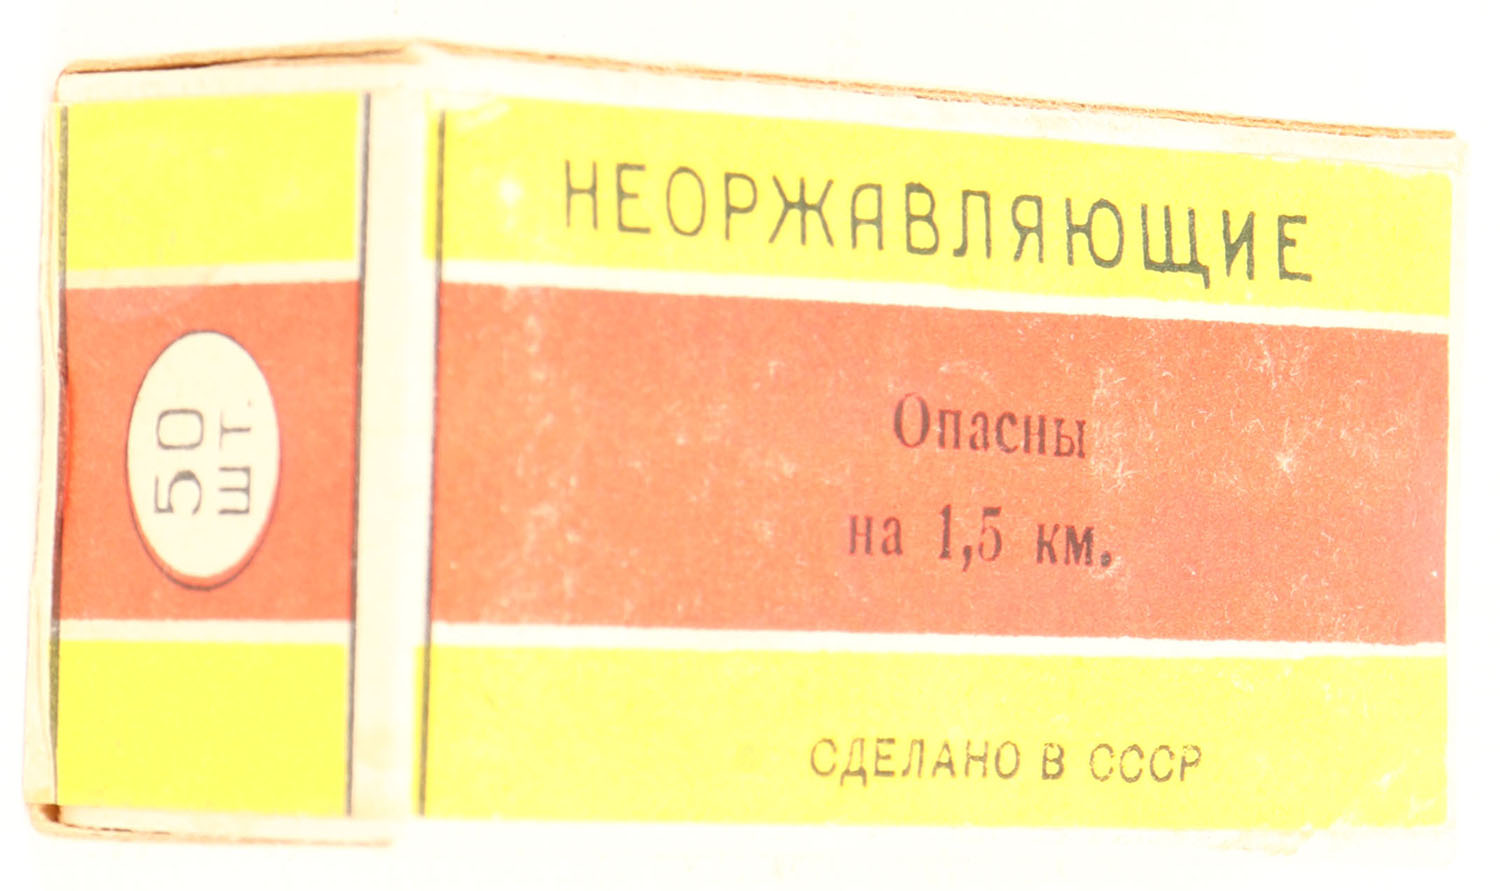 50
шт.
НЕОРЖАВЛЯЮЩИЕ
Опасны
на 1,5 км.
СДЕЛАНО В СССР